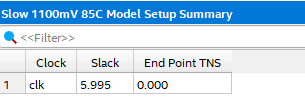 Slow 1100mV 85C Model Setup Summary
<<Filter>>
Clock Slack End Point TNS
1 clk 5.995 0.000